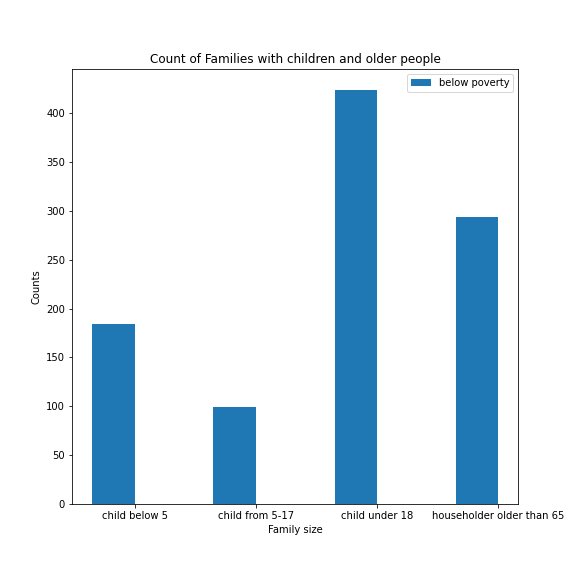 Count of Families with children and older people
below poverty
400
350
300
250
200
150
100
50
0
Counts
child below 5
child from 5-17
child under 18
householder older than 65
Family size